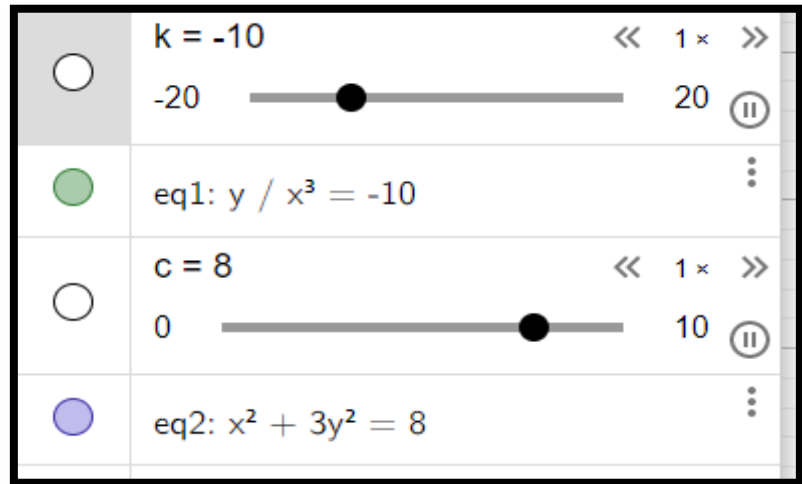 k = -10 « 1 × »
-20 20
eq1: y / x³ = -10
c = 8 « 1 × »
0 10
eq2: x² + 3y² = 8